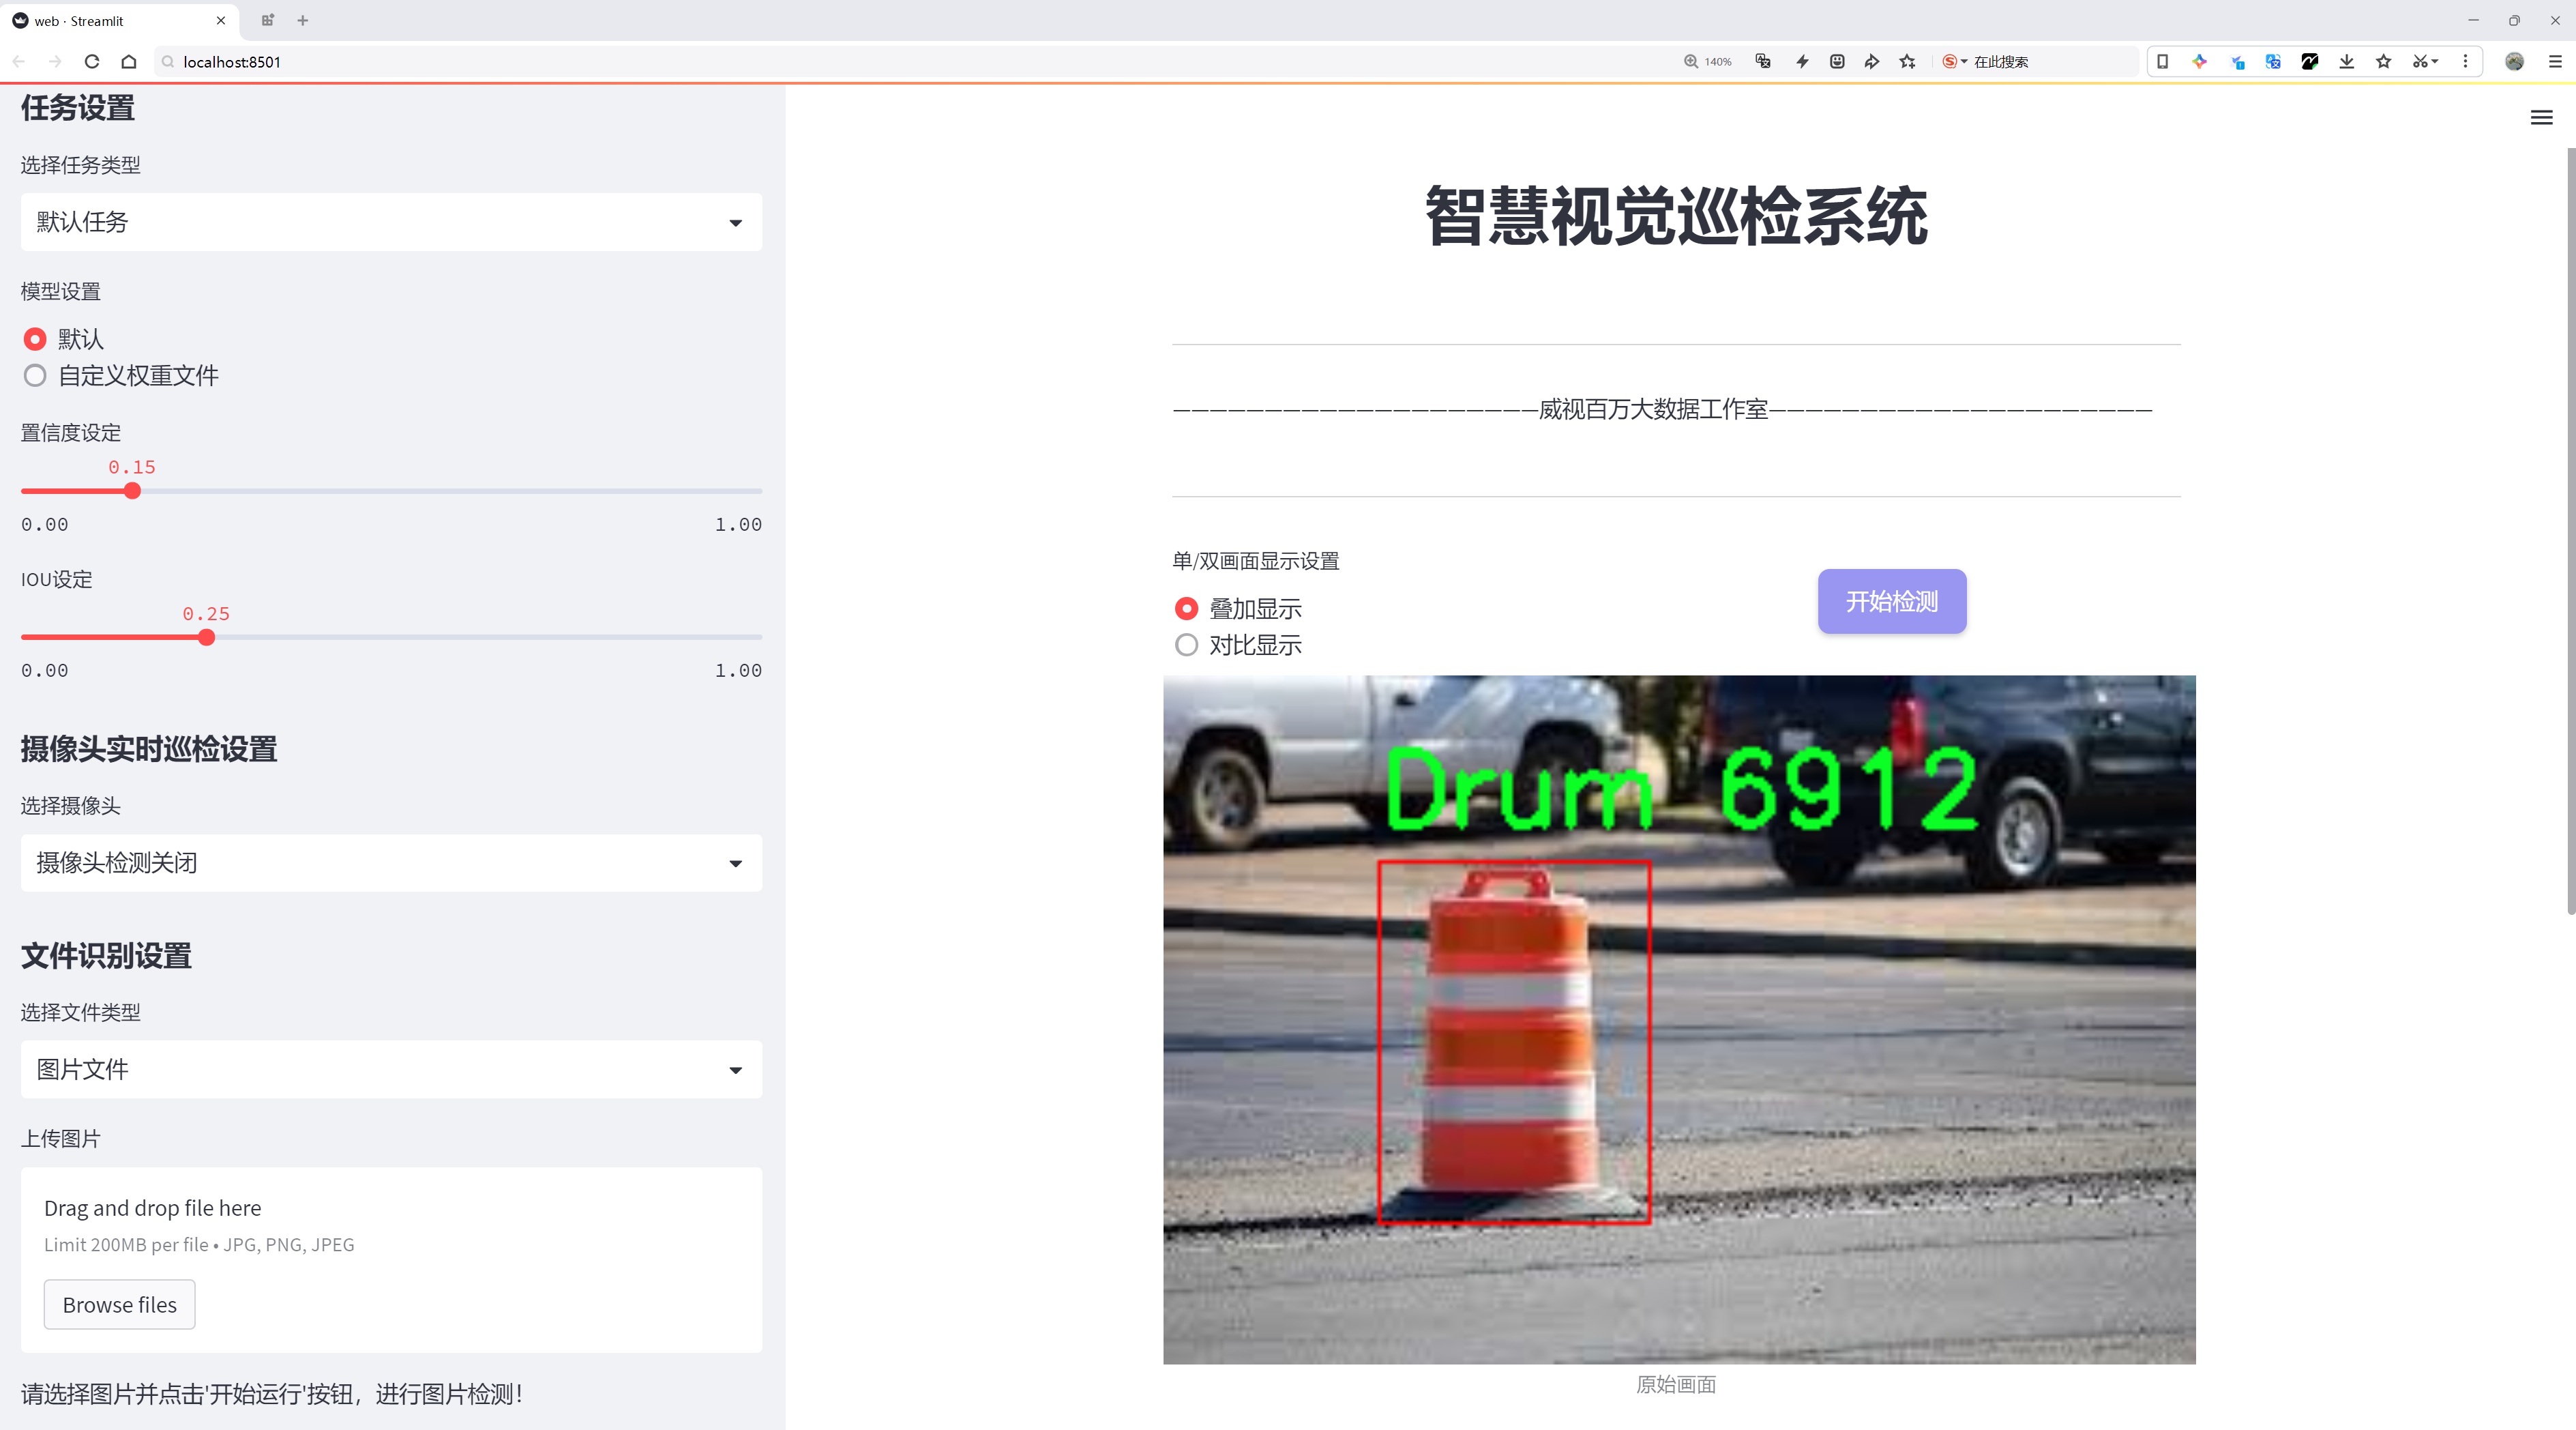 web · Streamlit
localhost:8501
140%
在此搜索
任务设置
选择任务类型
默认任务
模型设置
默认
自定义权重文件
置信度设定
0.15
0.00
1.00
IOU设定
0.25
0.00
1.00
摄像头实时巡检设置
选择摄像头
摄像头检测关闭
文件识别设置
选择文件类型
图片文件
上传图片
Drag and drop file here
Limit 200MB per file • JPG, PNG, JPEG
Browse files
请选择图片并点击'开始运行'按钮，进行图片检测！
智慧视觉巡检系统
————————————————————威视百万大数据工作室—————————————————————
单/双画面显示设置
叠加显示
对比显示
开始检测
Drum 6912
原始画面